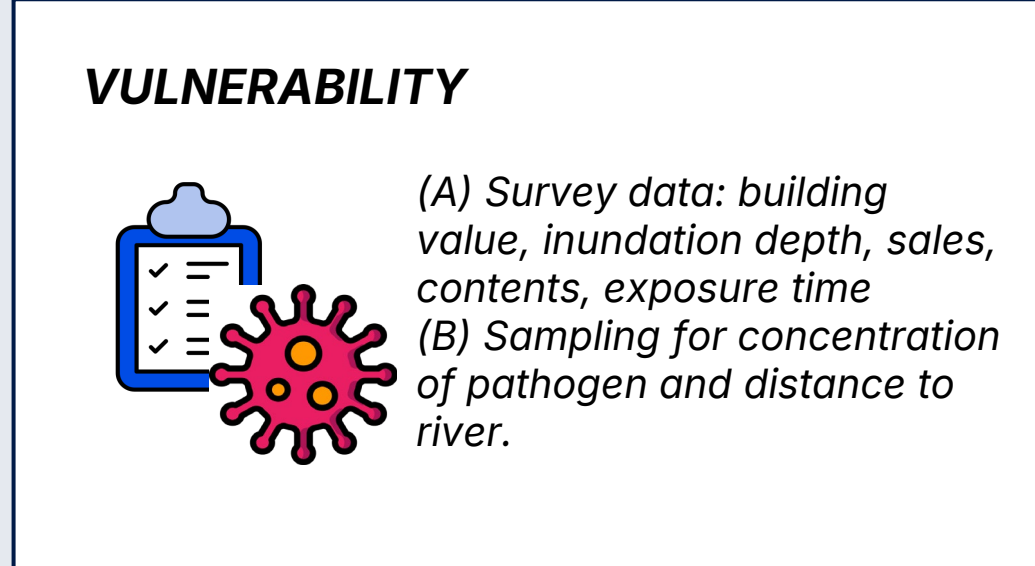 VULNERABILITY
(A) Survey data: building
value, inundation depth, sales,
contents, exposure time
(B) Sampling for concentration
of pathogen and distance to
river.